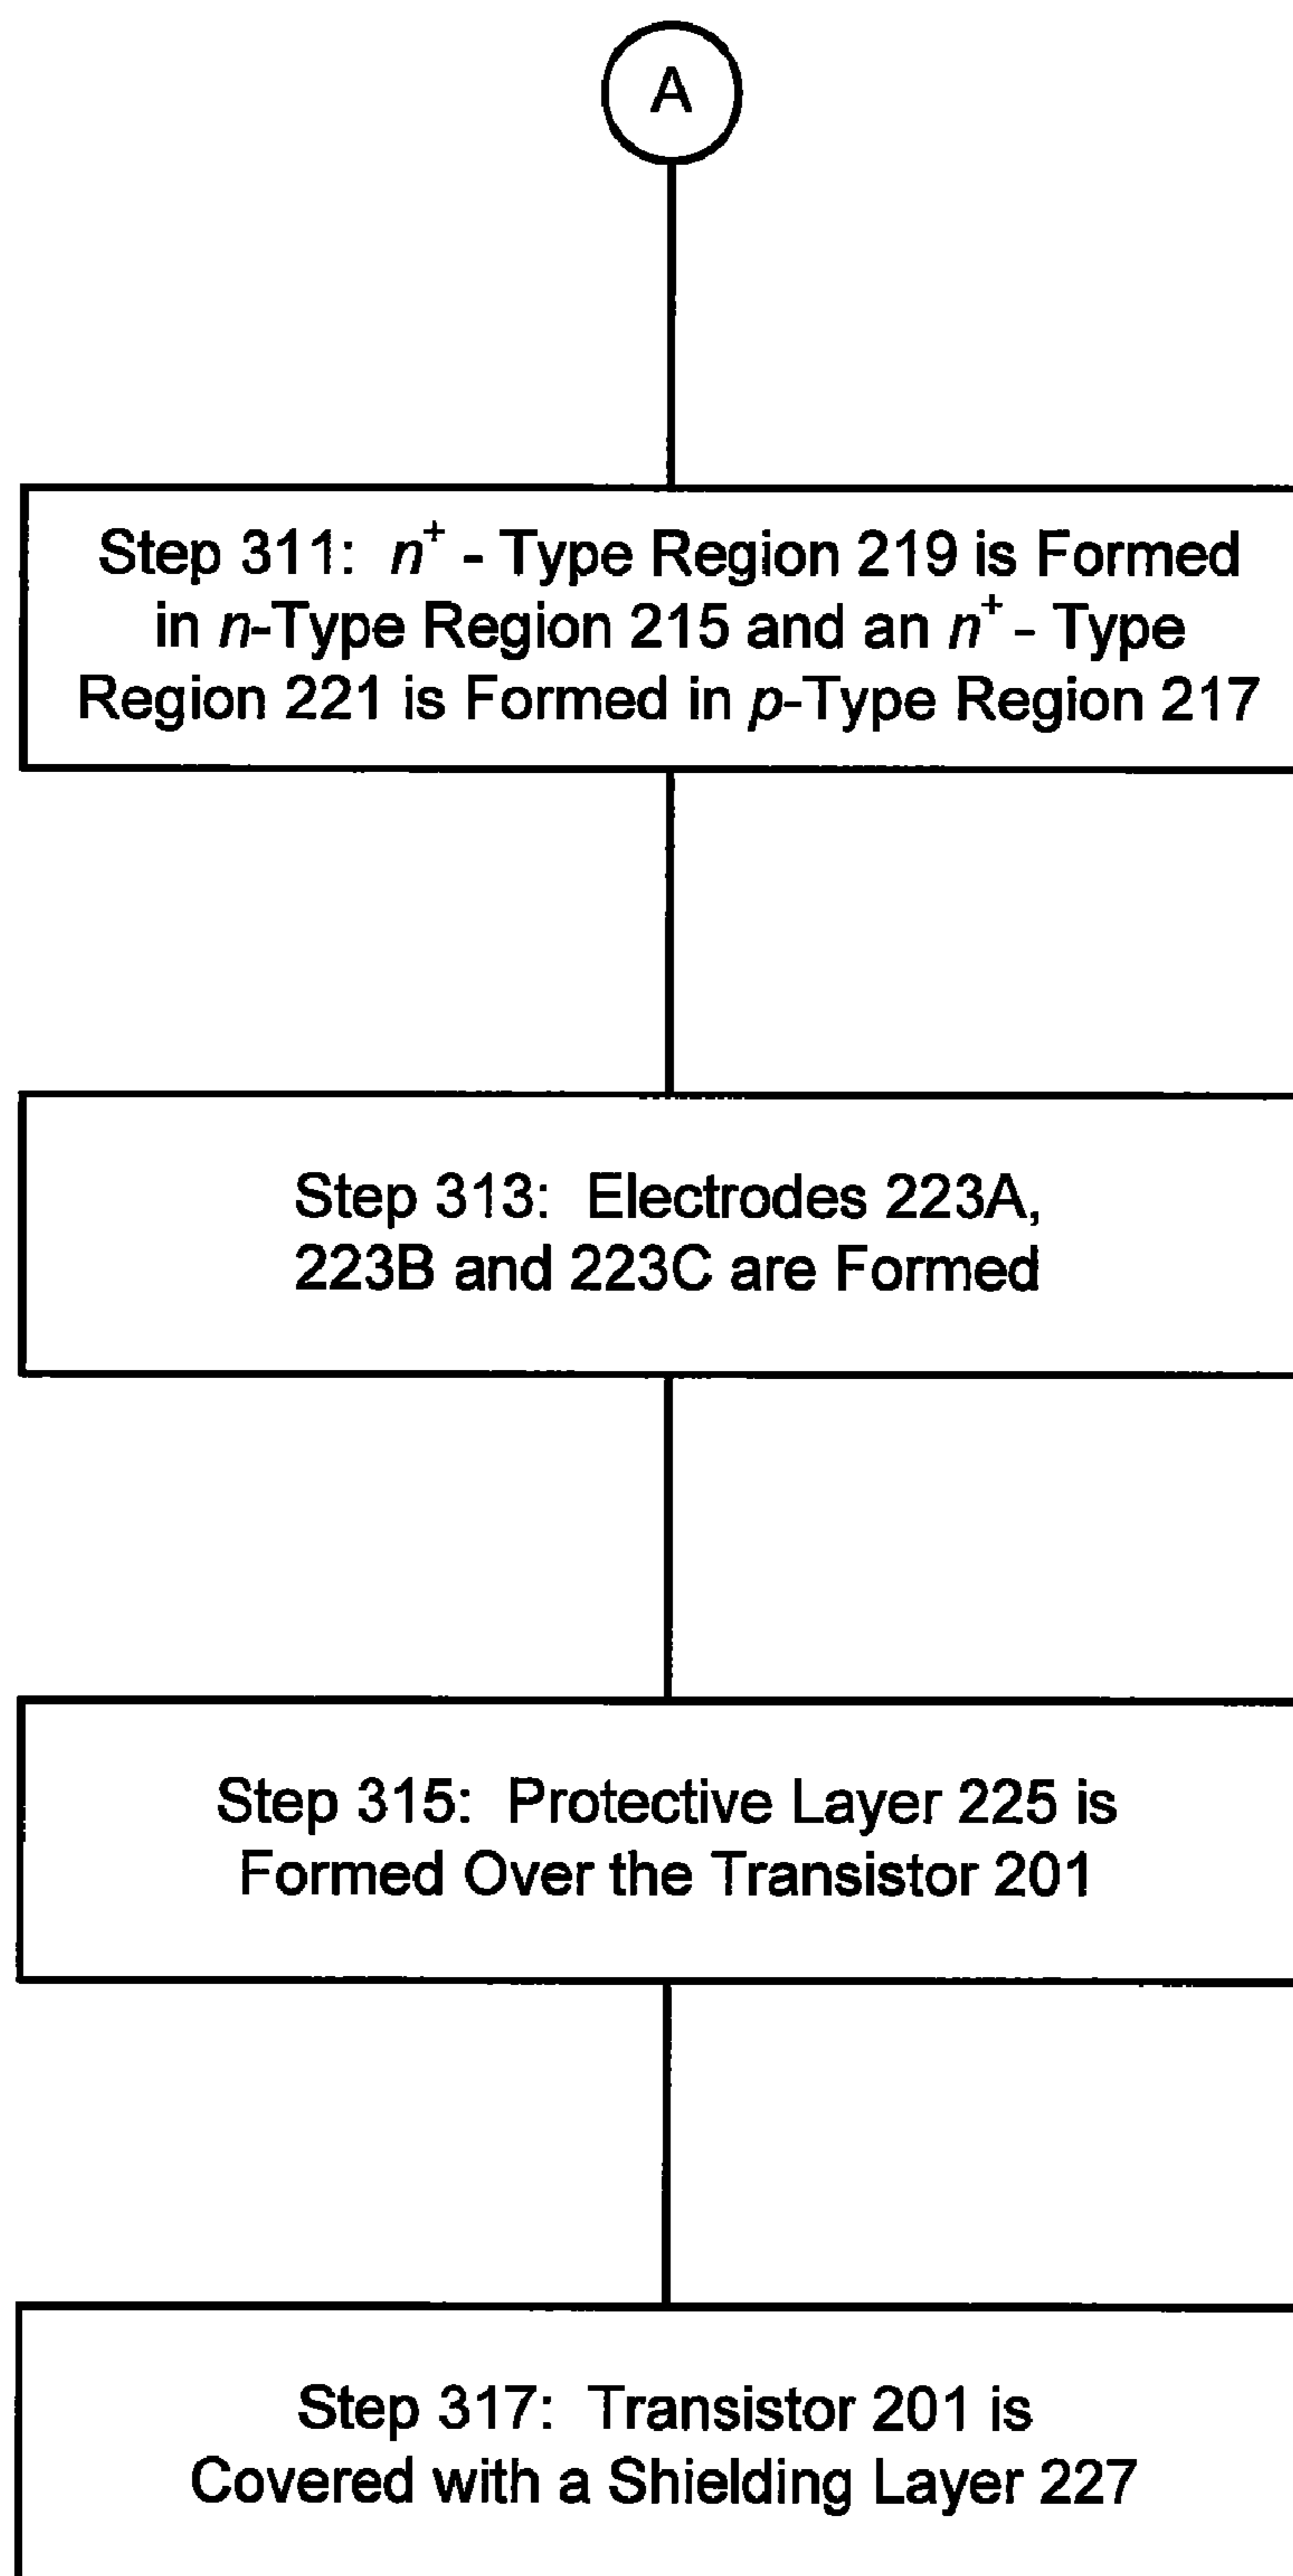 A
Step 311: n⁺ - Type Region 219 is Formed
in n-Type Region 215 and an n⁺ - Type
Region 221 is Formed in p-Type Region 217
Step 313: Electrodes 223A,
223B and 223C are Formed
Step 315: Protective Layer 225 is
Formed Over the Transistor 201
Step 317: Transistor 201 is
Covered with a Shielding Layer 227